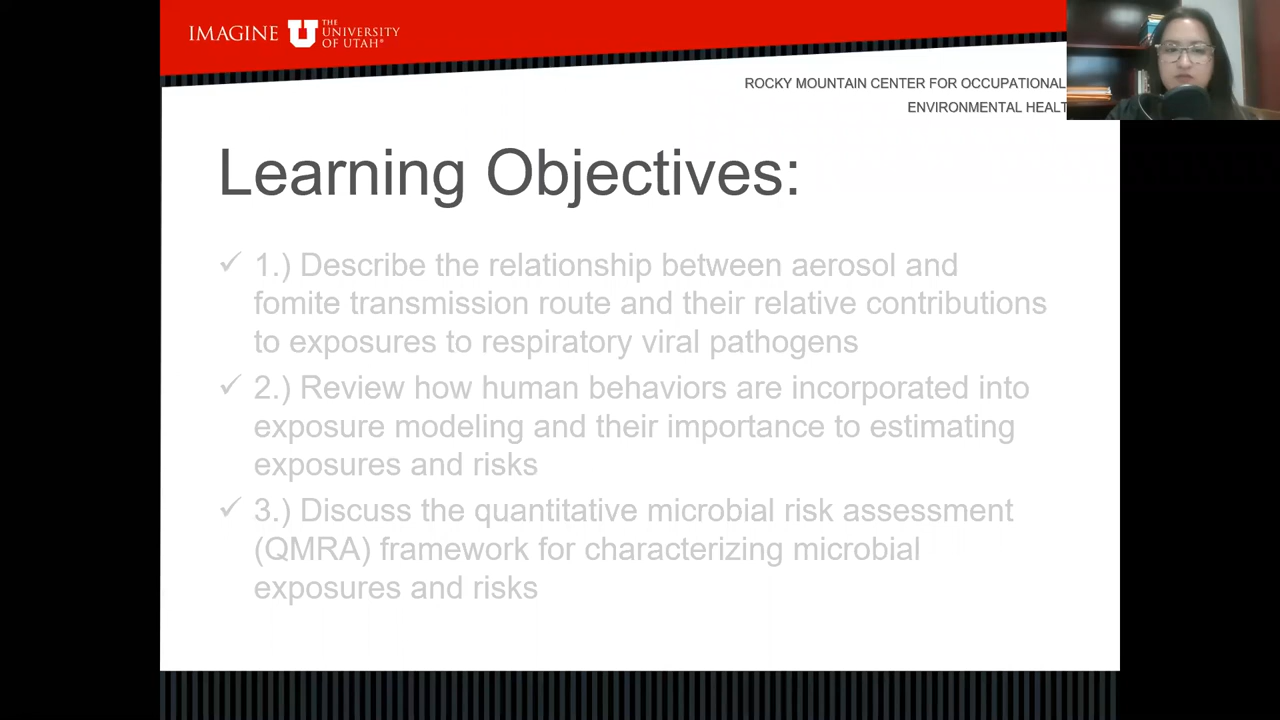 IMAGINE
THE
UNIVERSITY
OF UTAH®
ROCKY MOUNTAIN CENTER FOR OCCUPATIONAL
ENVIRONMENTAL HEALT
Learning Objectives:
✓ 1.) Describe the relationship between aerosol and
fomite transmission route and their relative contributions
to exposures to respiratory viral pathogens
✓ 2.) Review how human behaviors are incorporated into
exposure modeling and their importance to estimating
exposures and risks
✓ 3.) Discuss the quantitative microbial risk assessment
(QMRA) framework for characterizing microbial
exposures and risks